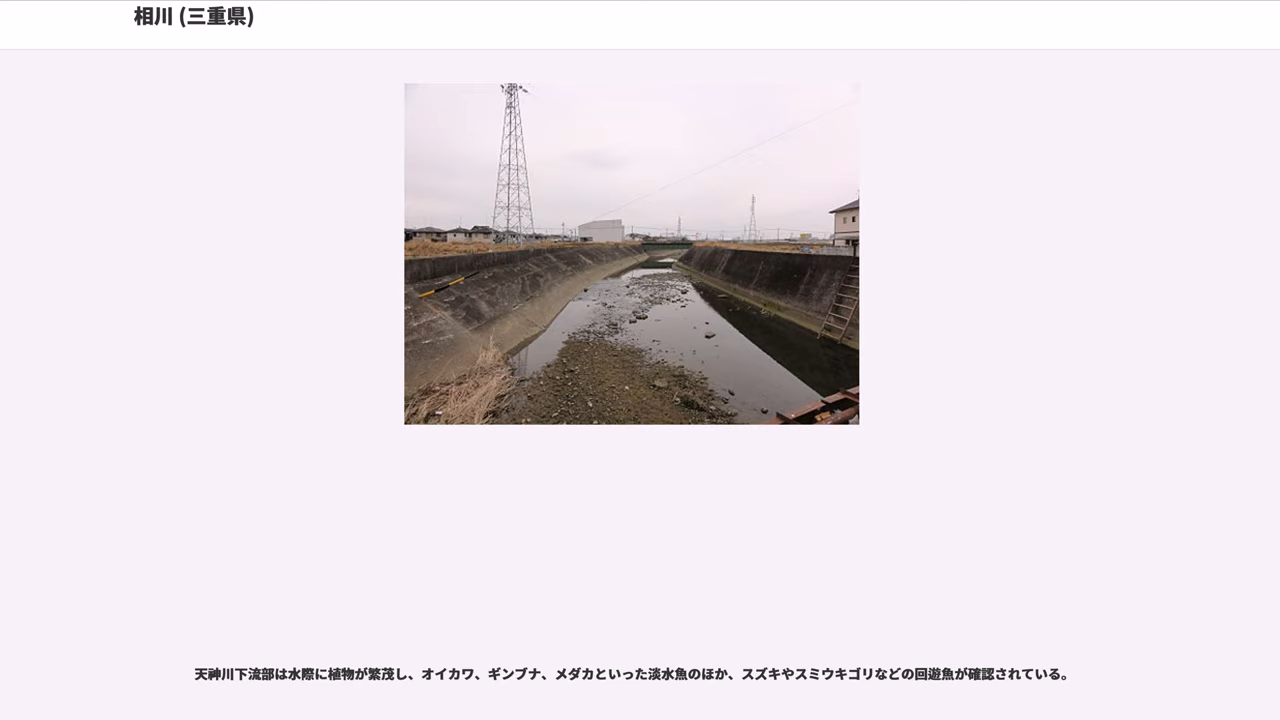 相川 (三重県)
天神川下流部は水際に植物が繁茂し、オイカワ、ギンブナ、メダカといった淡水魚のほか、スズキやスミウキゴリなどの回遊魚が確認されている。